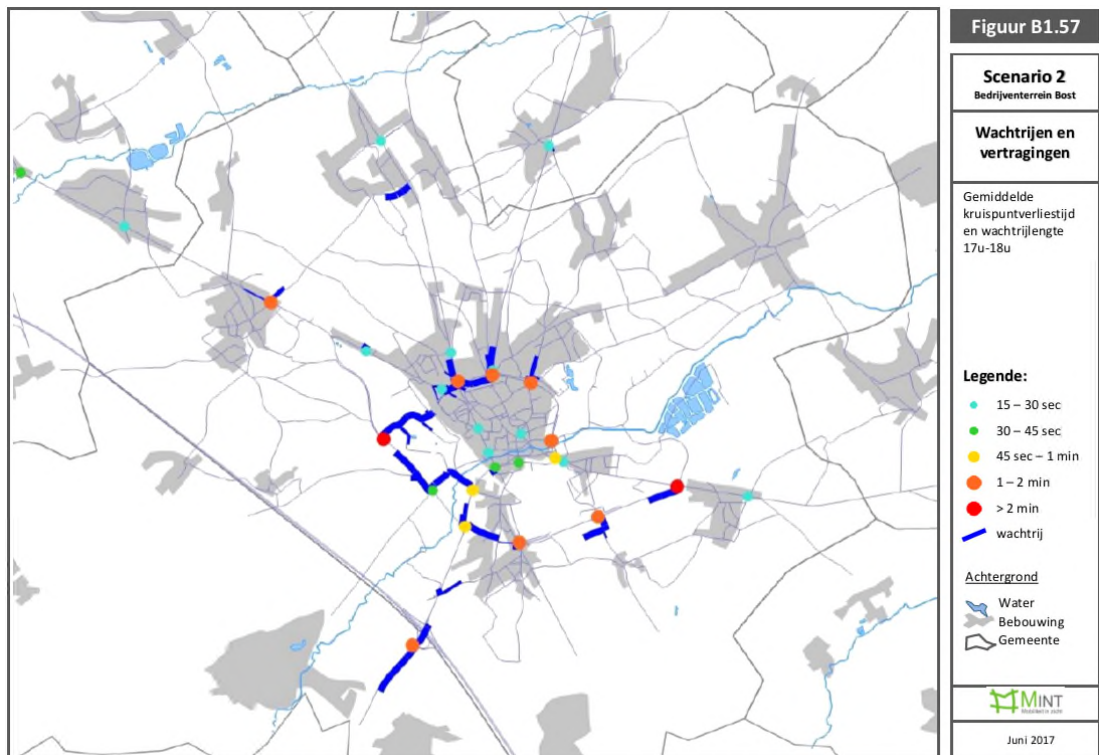 Figuur B1.57
Scenario 2
Bedrijventerrein Bost
Wachtrijen en
vertragingen
Gemiddelde
kruispuntverliestijd
en wachtrijlengte
17u-18u
Legende:
15 – 30 sec
30 – 45 sec
45 sec – 1 min
1 – 2 min
> 2 min
wachtrij
Achtergrond
Water
Bebouwing
Gemeente
MINT
Juni 2017